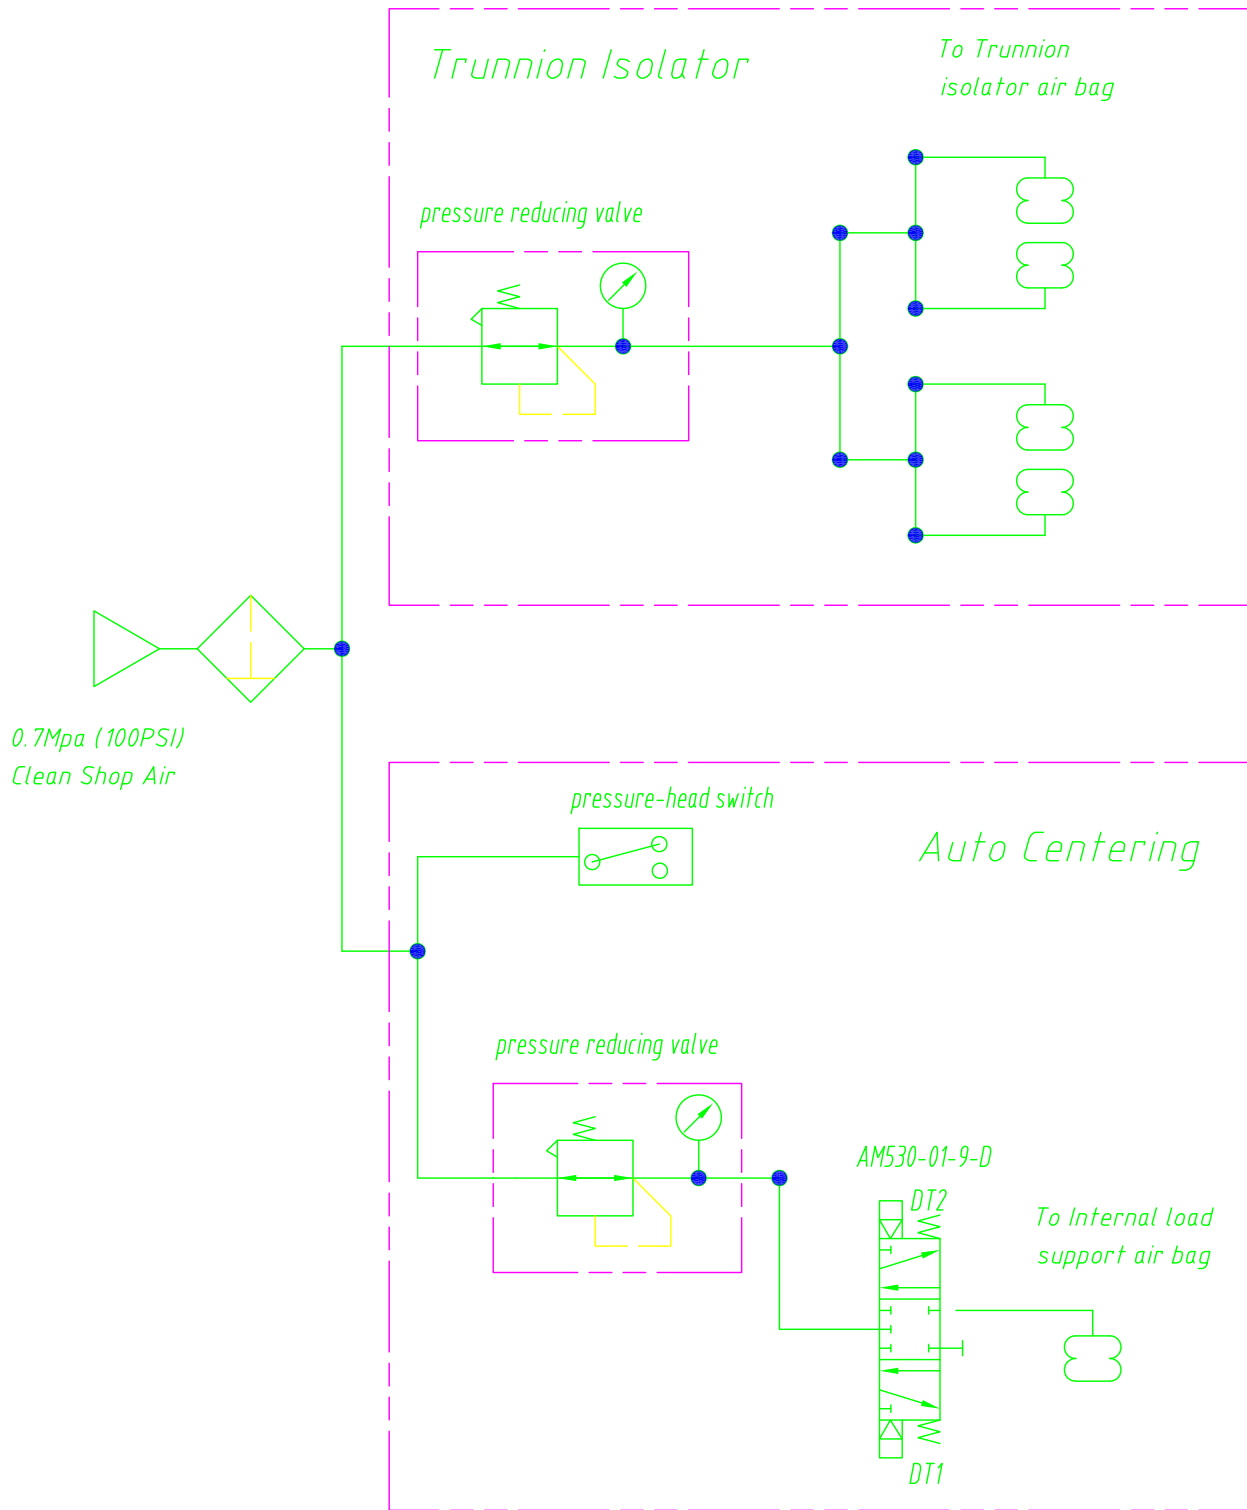 Trunnion Isolator
To Trunnion
isolator air bag
pressure reducing valve
0.7Mpa (100PSI)
Clean Shop Air
pressure-head switch
Auto Centering
pressure reducing valve
AM530-01-9-D
DT2
To Internal load
support air bag
DT1